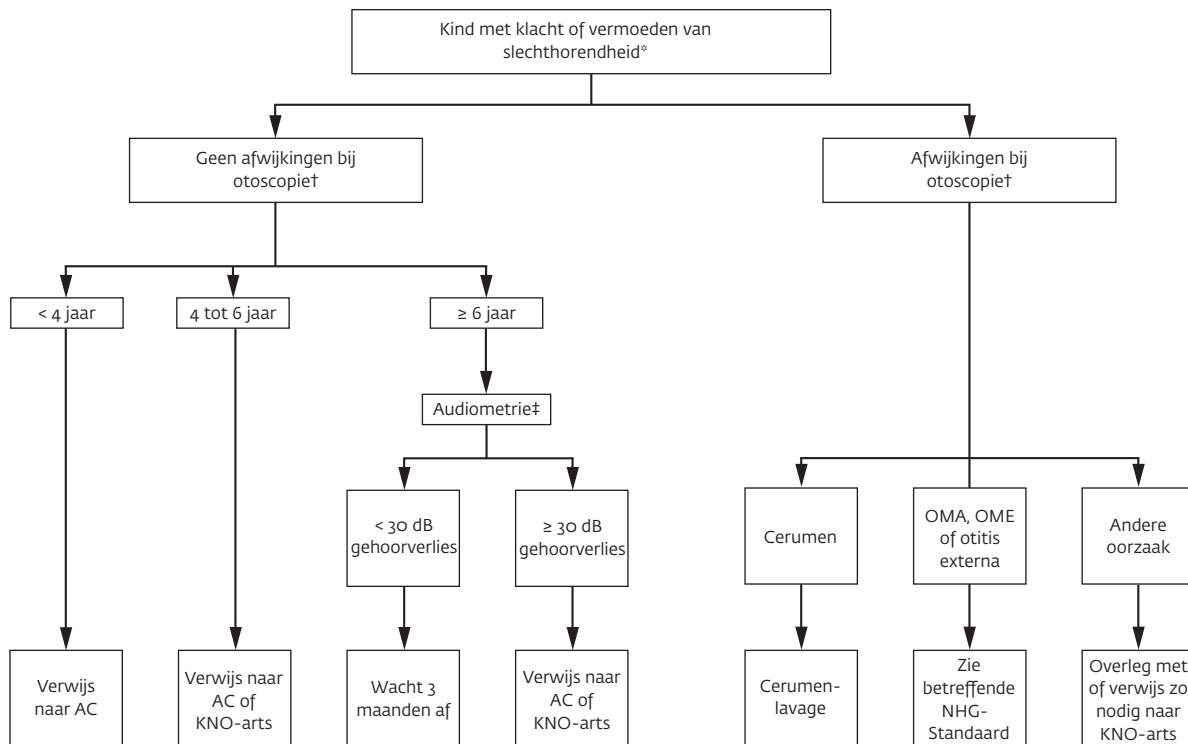 Kind met klacht of vermoeden van
slechthorendheid*
Geen afwijkingen bij
otoscopie†
Afwijkingen bij
otoscopie†
< 4 jaar
4 tot 6 jaar
≥ 6 jaar
Audiometrie‡
< 30 dB
gehoorverlies
≥ 30 dB
gehoorverlies
Cerumen
OMA, OME
of otitis
externa
Andere
oorzaak
Verwijs
naar AC
Verwijs naar
AC of
KNO-arts
Wacht 3
maanden af
Verwijs naar
AC of
KNO-arts
Cerumen-
lavage
Zie
betreffende
NHG-
Standaard
Overleg met
of verwijs zo
nodig naar
KNO-arts